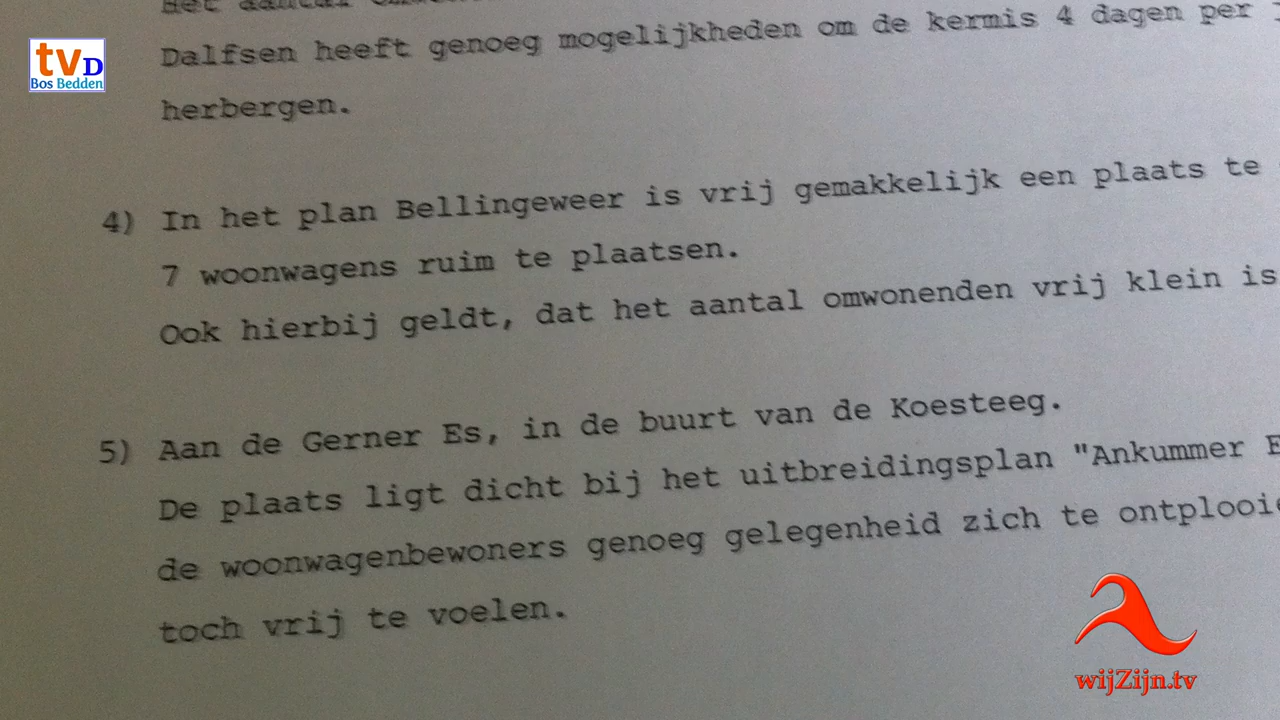 tvD
Bos Bedden
Het aantal
Dalfsen heeft genoeg mogelijkheden om de kermis 4 dagen per
herbergen.
4) In het plan Bellingeweer is vrij gemakkelijk een plaats te
7 woonwagens ruim te plaatsen.
Ook hierbij geldt, dat het aantal omwonenden vrij klein is
5) Aan de Gerner Es, in de buurt van de Koesteeg.
De plaats ligt dicht bij het uitbreidingsplan "Ankummer E
de woonwagenbewoners genoeg gelegenheid zich te ontplooie
toch vrij te voelen.
wijZijn.tv